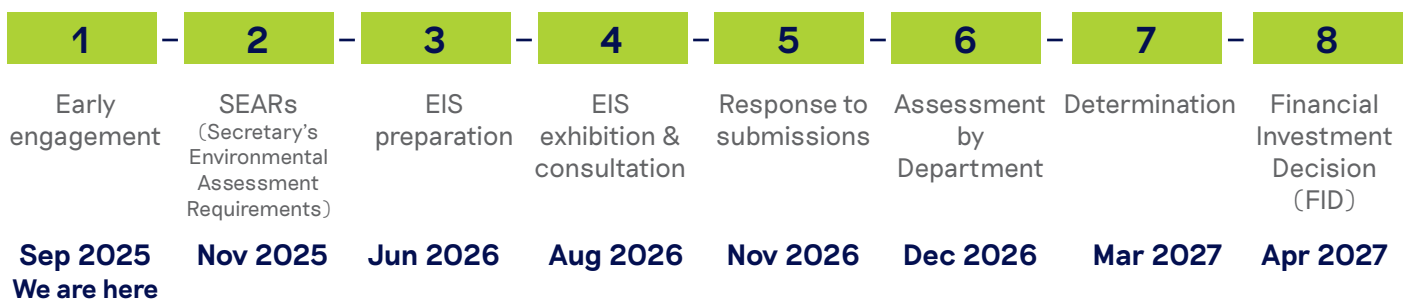 1 – 2 – 3 – 4 – 5 – 6 – 7 – 8
Early
engagement
SEARs
(Secretary's
Environmental
Assessment
Requirements)
EIS
preparation
EIS
exhibition &
consultation
Response to
submissions
Assessment
by
Department
Determination
Financial
Investment
Decision
(FID)
Sep 2025
We are here
Nov 2025
Jun 2026
Aug 2026
Nov 2026
Dec 2026
Mar 2027
Apr 2027